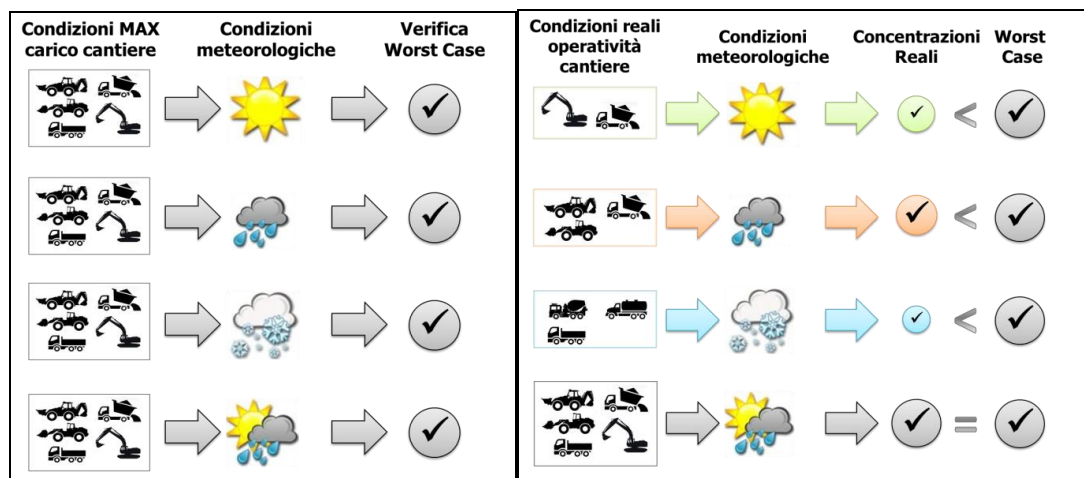 Condizioni MAX
carico cantiere
Condizioni
meteorologiche
Verifica
Worst Case
Condizioni reali
operatività
cantiere
Condizioni
meteorologiche
Concentrazioni
Reali
Worst
Case
<
<
<
=